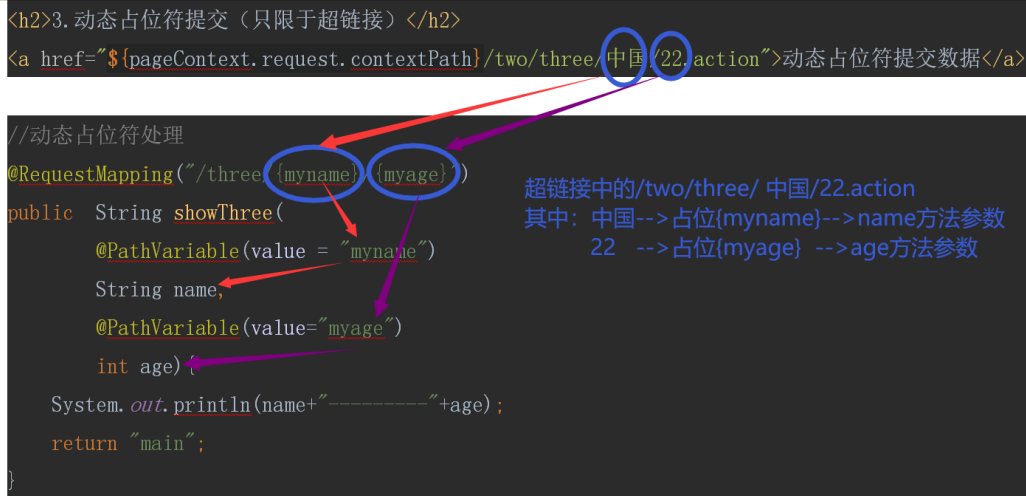 <h2>3.动态占位符提交（只限于超链接）</h2>
<a href="${pageContext.request.contextPath}/two/three/中国/22.action">动态占位符提交数据</a>
//动态占位符处理
@RequestMapping("/three/{myname}/{myage}")
public  String showThree(
@PathVariable(value = "myname")
String name,
@PathVariable(value="myage")
int age){
System.out.println(name+"---------"+age);
return "main";
}
超链接中的/two/three/ 中国/22.action
其中：中国-->占位{myname}-->name方法参数
22   -->占位{myage}  -->age方法参数